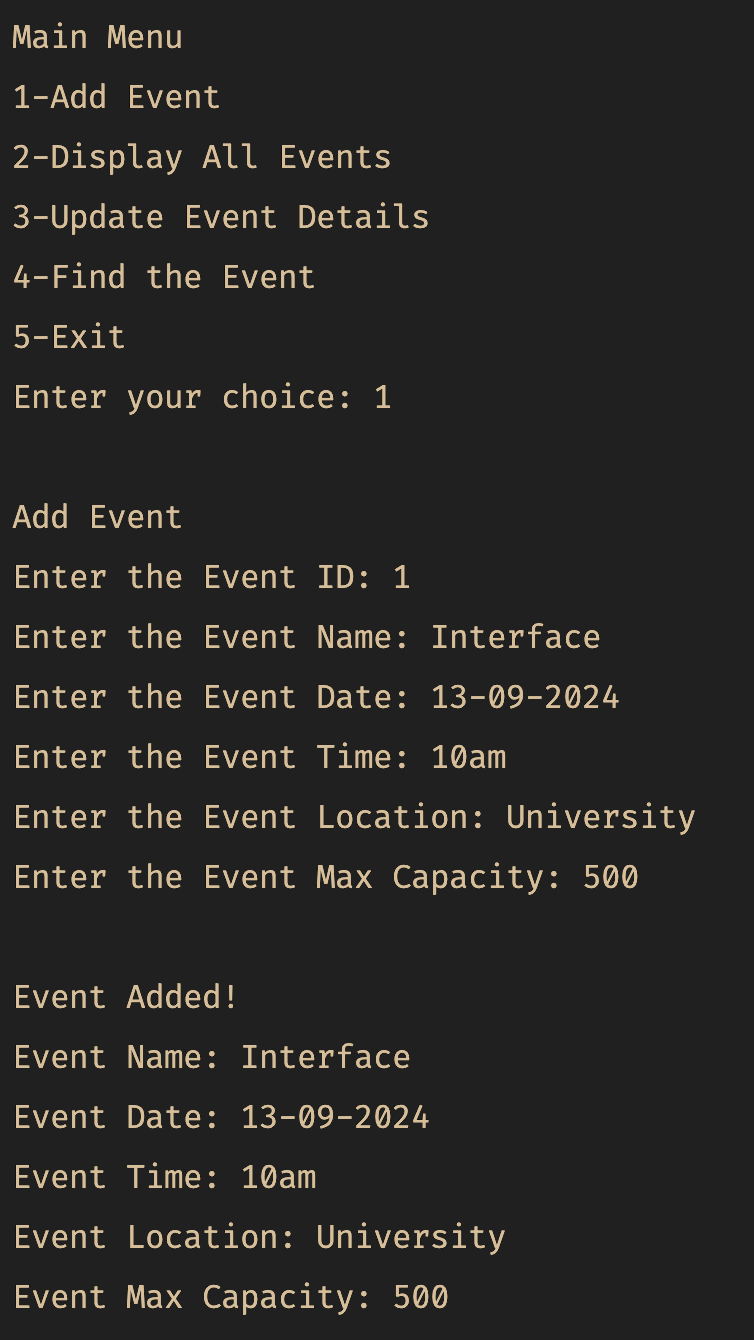 Main Menu
1-Add Event
2-Display All Events
3-Update Event Details
4-Find the Event
5-Exit
Enter your choice: 1
Add Event
Enter the Event ID: 1
Enter the Event Name: Interface
Enter the Event Date: 13-09-2024
Enter the Event Time: 10am
Enter the Event Location: University
Enter the Event Max Capacity: 500
Event Added!
Event Name: Interface
Event Date: 13-09-2024
Event Time: 10am
Event Location: University
Event Max Capacity: 500